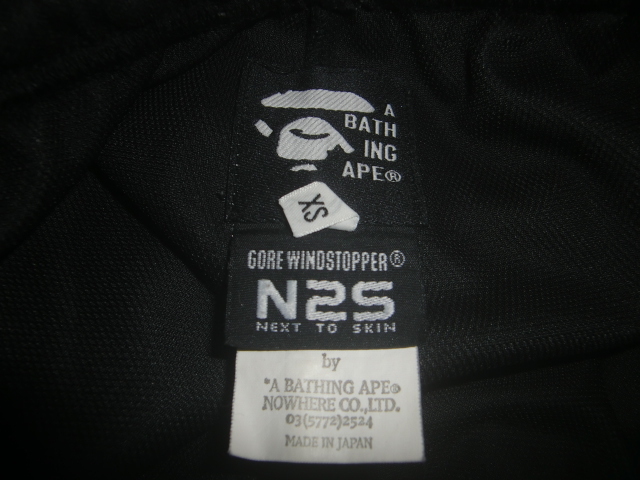 A
BATH
ING
APE®
XS
GORE WINDSTOPPER®
N2S
NEXT TO SKIN
by
"A BATHING APE®
NOWHERE CO.,LTD.
03(5772)2524
MADE IN JAPAN